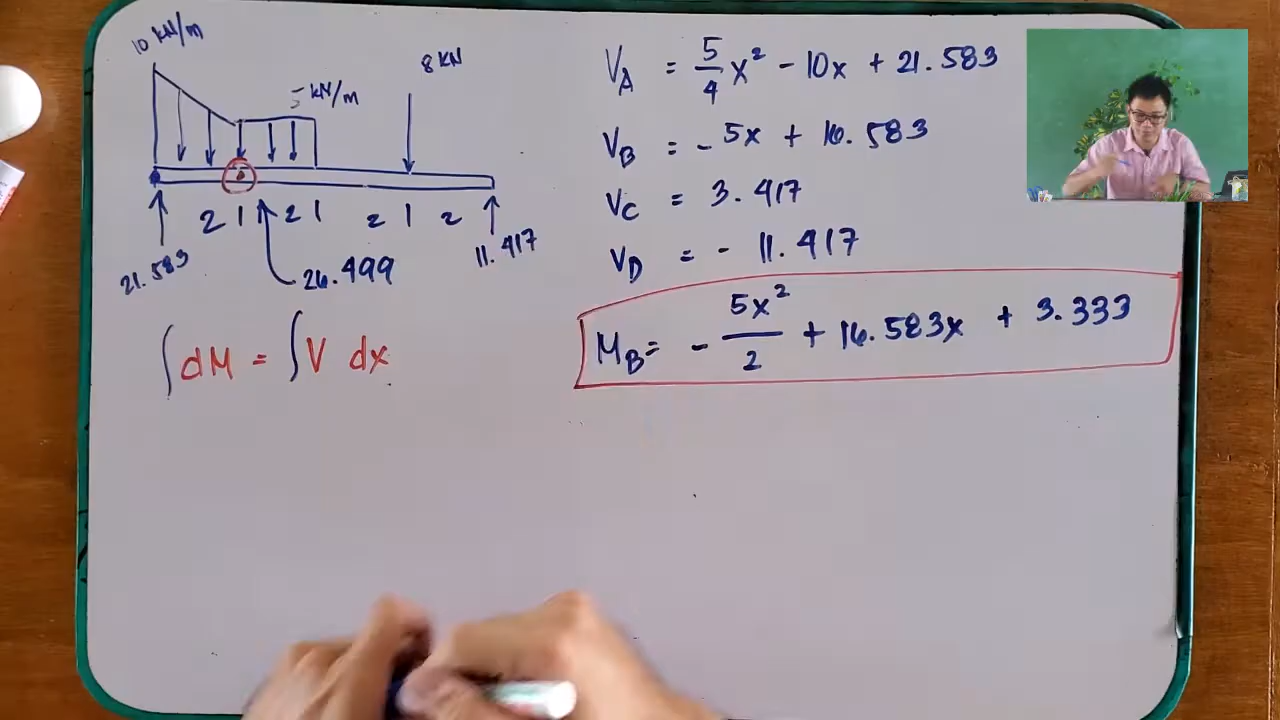 10 kN/m
8 kN
5 kN/m
2 1 2 1 2 1 2
21.583
26.499
11.417
∫dM = ∫V dx
V_A = 5/4 x² - 10x + 21.583
V_B = - 5x + 16.583
V_C = 3.417
V_D = - 11.417
M_B = - 5x²/2 + 16.583x + 3.333